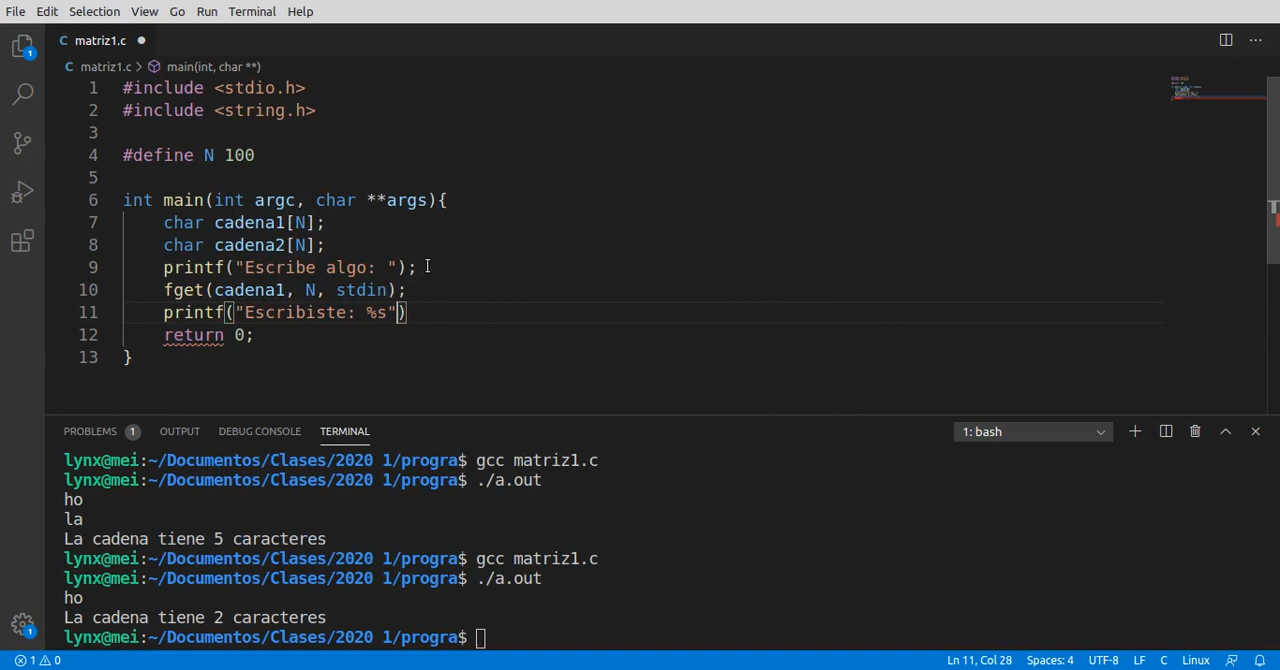 File Edit Selection View Go Run Terminal Help
C matriz1.c ●
C matriz1.c > main(int, char **)
1 #include <stdio.h>
2 #include <string.h>
3
4 #define N 100
5
6 int main(int argc, char **args){
7 char cadena1[N];
8 char cadena2[N];
9 printf("Escribe algo: ");
10 fget(cadena1, N, stdin);
11 printf("Escribiste: %s")
12 return 0;
13 }
PROBLEMS 1 OUTPUT DEBUG CONSOLE TERMINAL 1: bash
lynx@mei:~/Documentos/Clases/2020 1/progra$ gcc matriz1.c
lynx@mei:~/Documentos/Clases/2020 1/progra$ ./a.out
ho
la
La cadena tiene 5 caracteres
lynx@mei:~/Documentos/Clases/2020 1/progra$ gcc matriz1.c
lynx@mei:~/Documentos/Clases/2020 1/progra$ ./a.out
ho
La cadena tiene 2 caracteres
lynx@mei:~/Documentos/Clases/2020 1/progra$
1 0 Ln 11, Col 28 Spaces: 4 UTF-8 LF C Linux